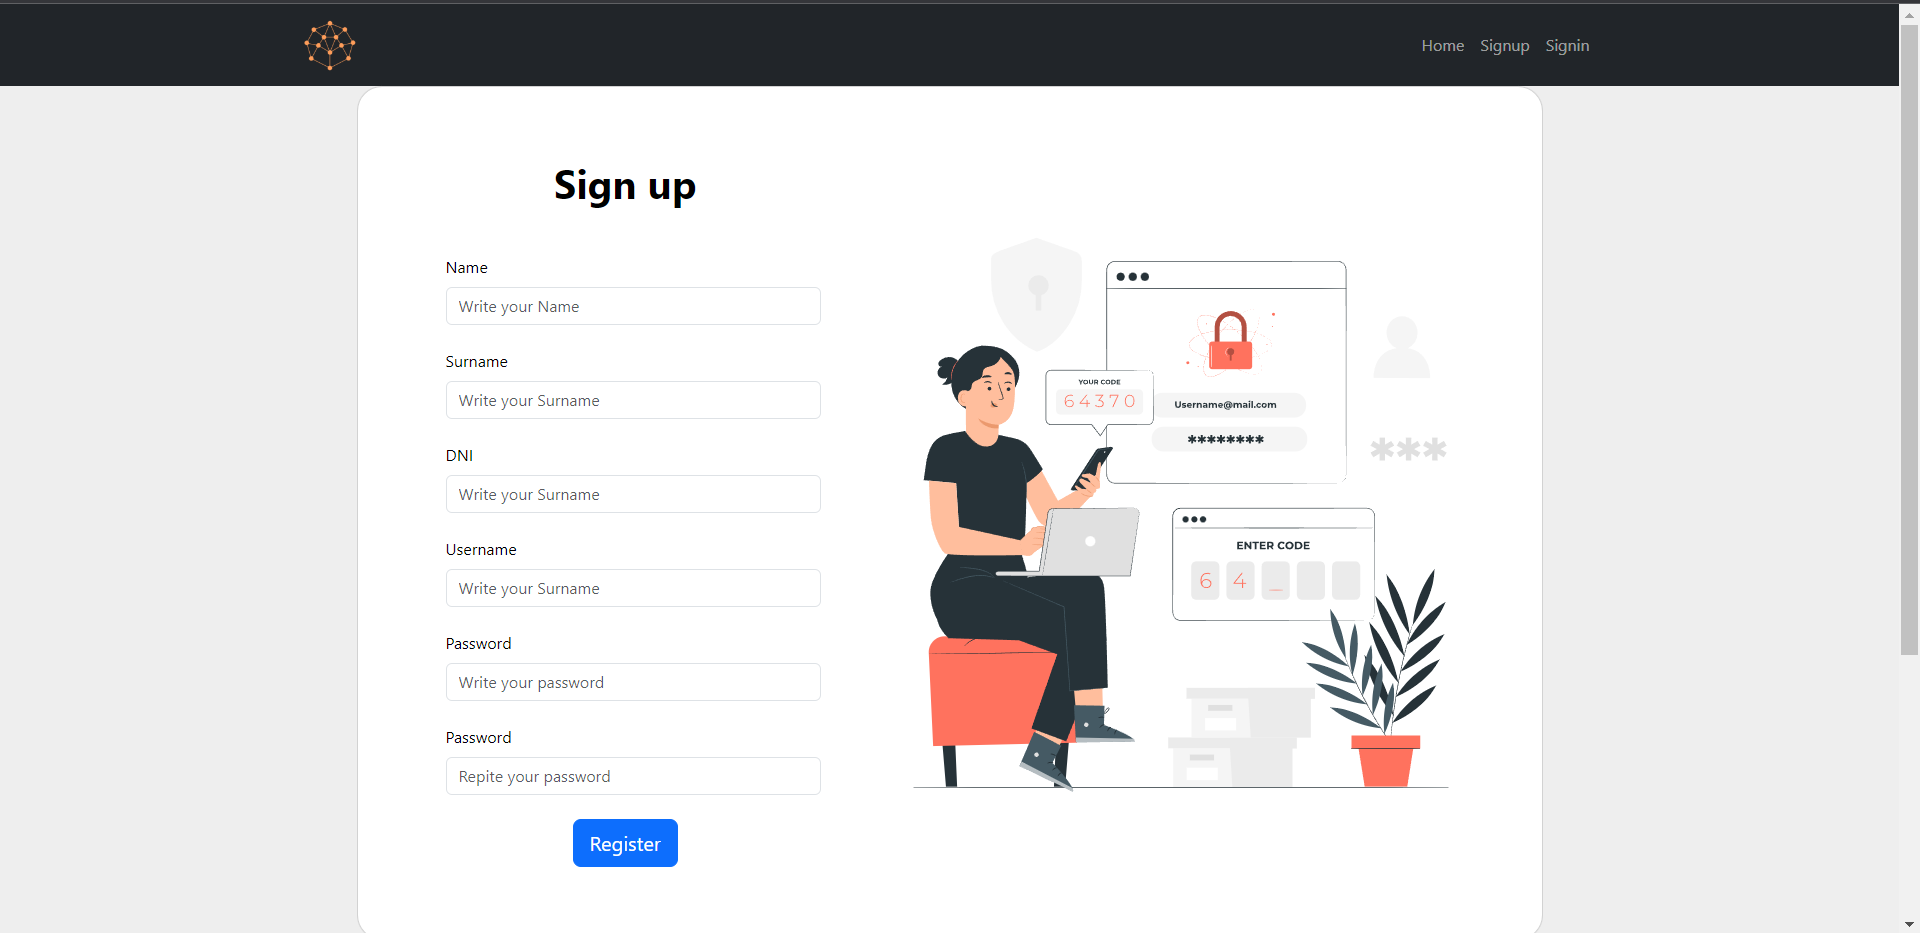 Home Signup Signin
Sign up
Name
Write your Name
Surname
Write your Surname
DNI
Write your Surname
Username
Write your Surname
Password
Write your password
Password
Repite your password
Register
YOUR CODE
64370
Username@mail.com
********
***
ENTER CODE
6 4 _